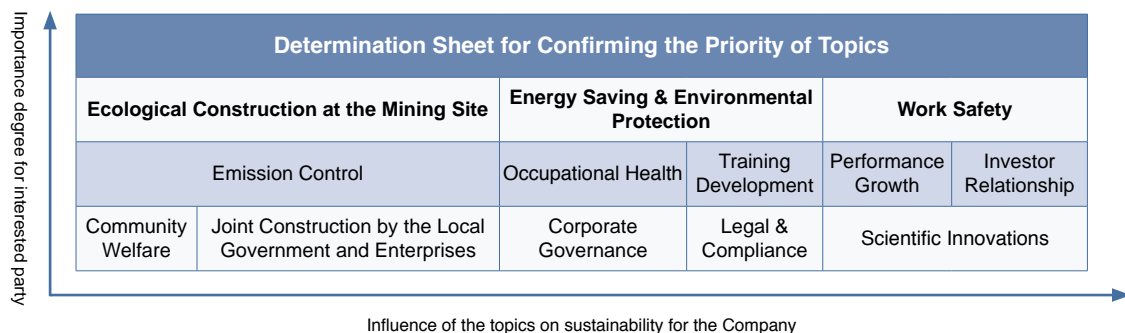 Importance degree for interested party
Determination Sheet for Confirming the Priority of Topics
Ecological Construction at the Mining Site
Energy Saving & Environmental
Protection
Work Safety
Emission Control
Occupational Health
Training
Development
Performance
Growth
Investor
Relationship
Community
Welfare
Joint Construction by the Local
Government and Enterprises
Corporate
Governance
Legal &
Compliance
Scientific Innovations
Influence of the topics on sustainability for the Company